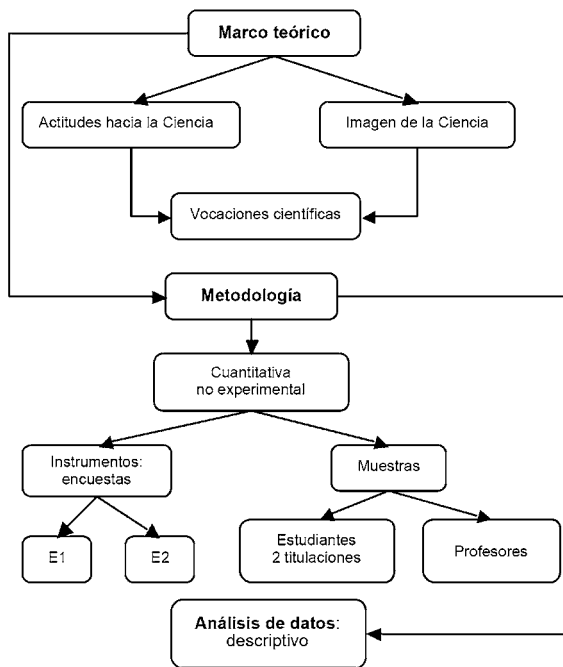 Marco teórico
Actitudes hacia la Ciencia
Imagen de la Ciencia
Vocaciones científicas
Metodología
Cuantitativa
no experimental
Instrumentos:
encuestas
Muestras
E1
E2
Estudiantes
2 titulaciones
Profesores
Análisis de datos:
descriptivo